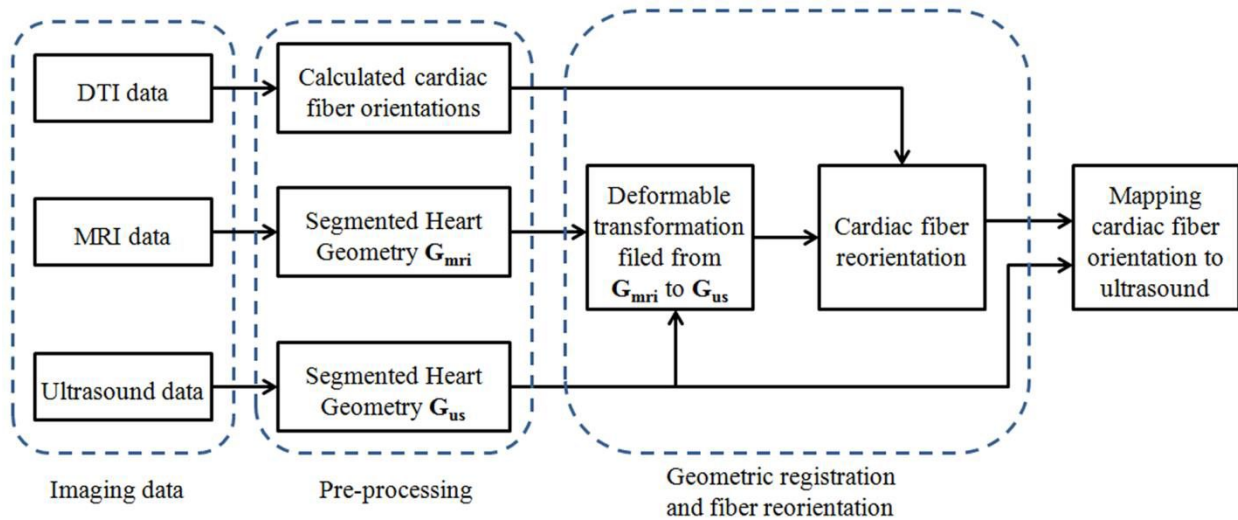 DTI data
Calculated cardiac
fiber orientations
MRI data
Segmented Heart
Geometry Gmri
Deformable
transformation
filed from
Gmri to Gus
Cardiac fiber
reorientation
Mapping
cardiac fiber
orientation to
ultrasound
Ultrasound data
Segmented Heart
Geometry Gus
Imaging data
Pre-processing
Geometric registration
and fiber reorientation